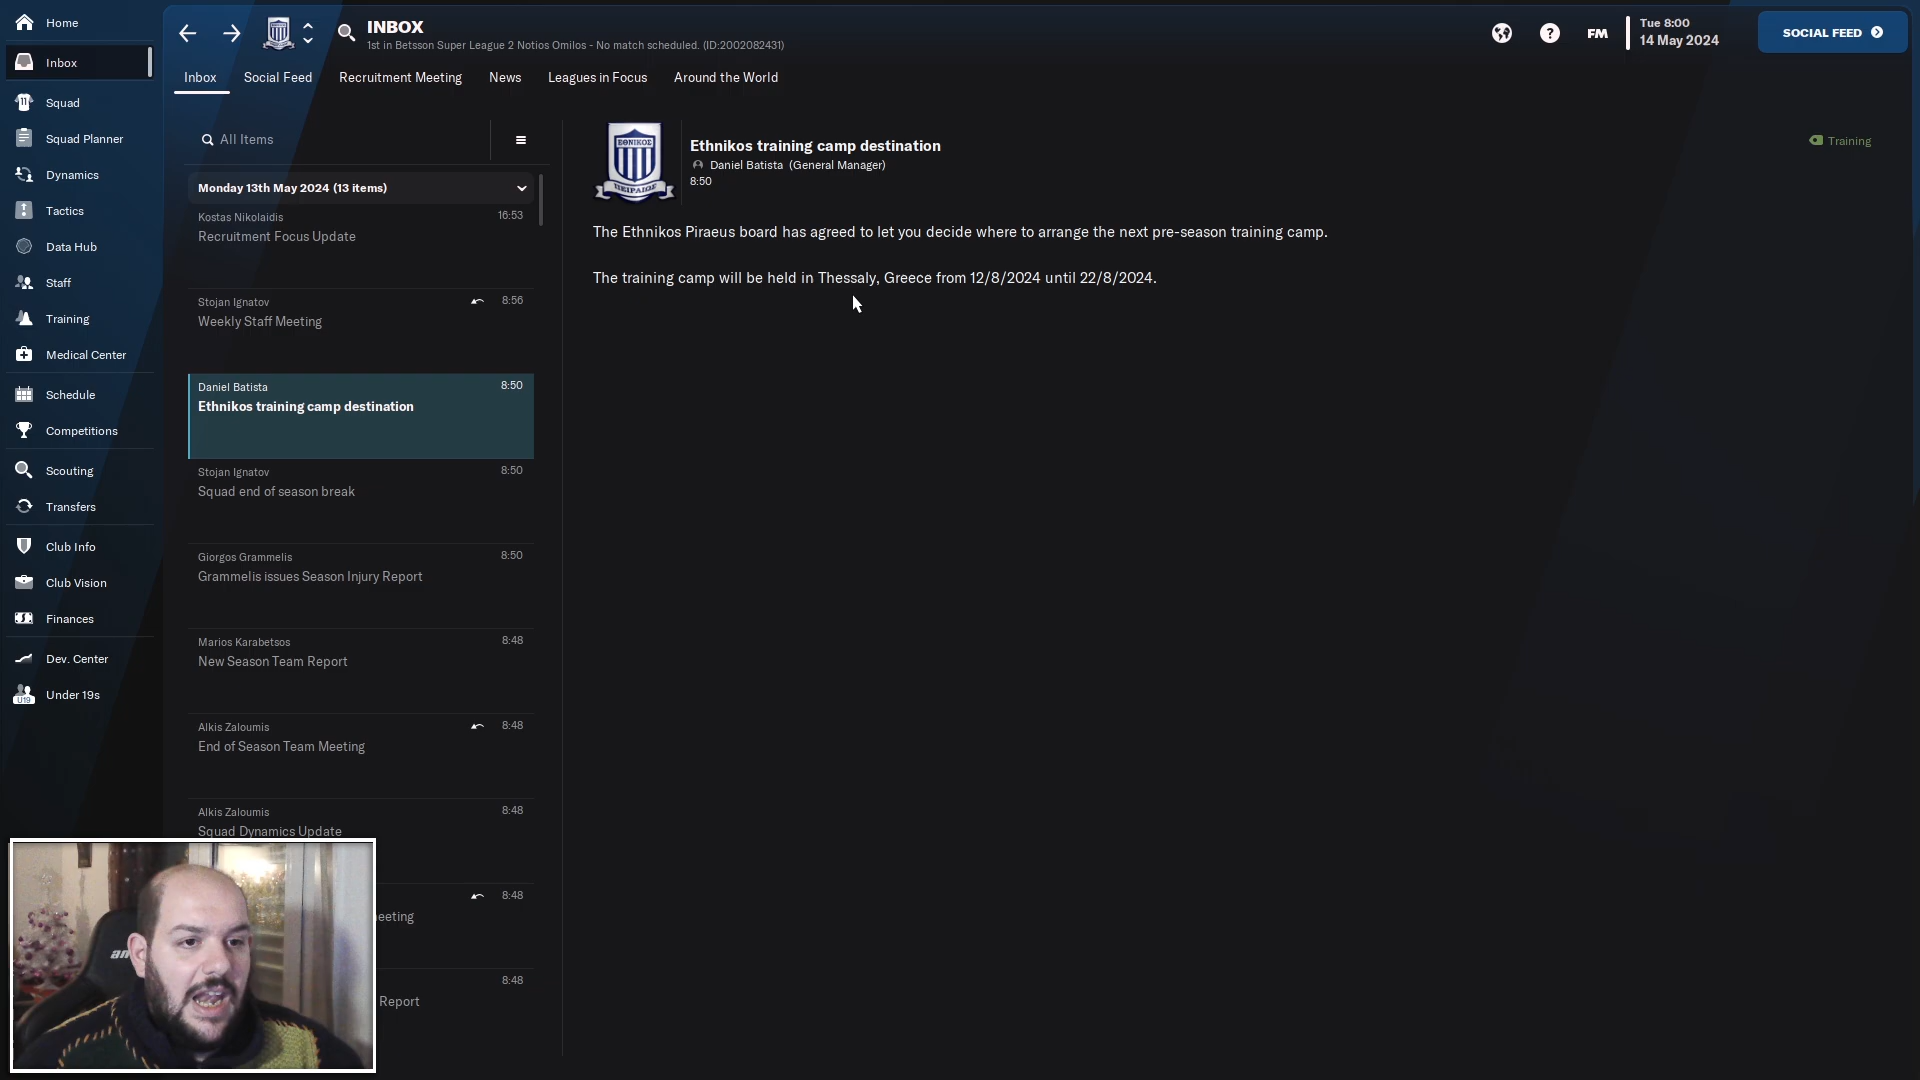 Home
Inbox
Squad
Squad Planner
Dynamics
Tactics
Data Hub
Staff
Training
Medical Center
Schedule
Competitions
Scouting
Transfers
Club Info
Club Vision
Finances
Dev. Center
U19
Under 19s
INBOX
1st in Betsson Super League 2 Notios Omilos - No match scheduled. (ID:2002082431)
FM
Tue 8:00
14 May 2024
SOCIAL FEED
Inbox Social Feed Recruitment Meeting News Leagues in Focus Around the World
All Items
Monday 13th May 2024 (13 items)
Kostas Nikolaidis 16:53
Recruitment Focus Update
Stojan Ignatov 8:56
Weekly Staff Meeting
Daniel Batista 8:50
Ethnikos training camp destination
Stojan Ignatov 8:50
Squad end of season break
Giorgos Grammelis 8:50
Grammelis issues Season Injury Report
Marios Karabetsos 8:48
New Season Team Report
Alkis Zaloumis 8:48
End of Season Team Meeting
Alkis Zaloumis 8:48
Squad Dynamics Update
8:48
8:48
Report
ΕΘΝΙΚΟΣ
ΠΕΙΡΑΙΩΣ
Ethnikos training camp destination
Daniel Batista (General Manager)
8:50
Training
The Ethnikos Piraeus board has agreed to let you decide where to arrange the next pre-season training camp.
The training camp will be held in Thessaly, Greece from 12/8/2024 until 22/8/2024.